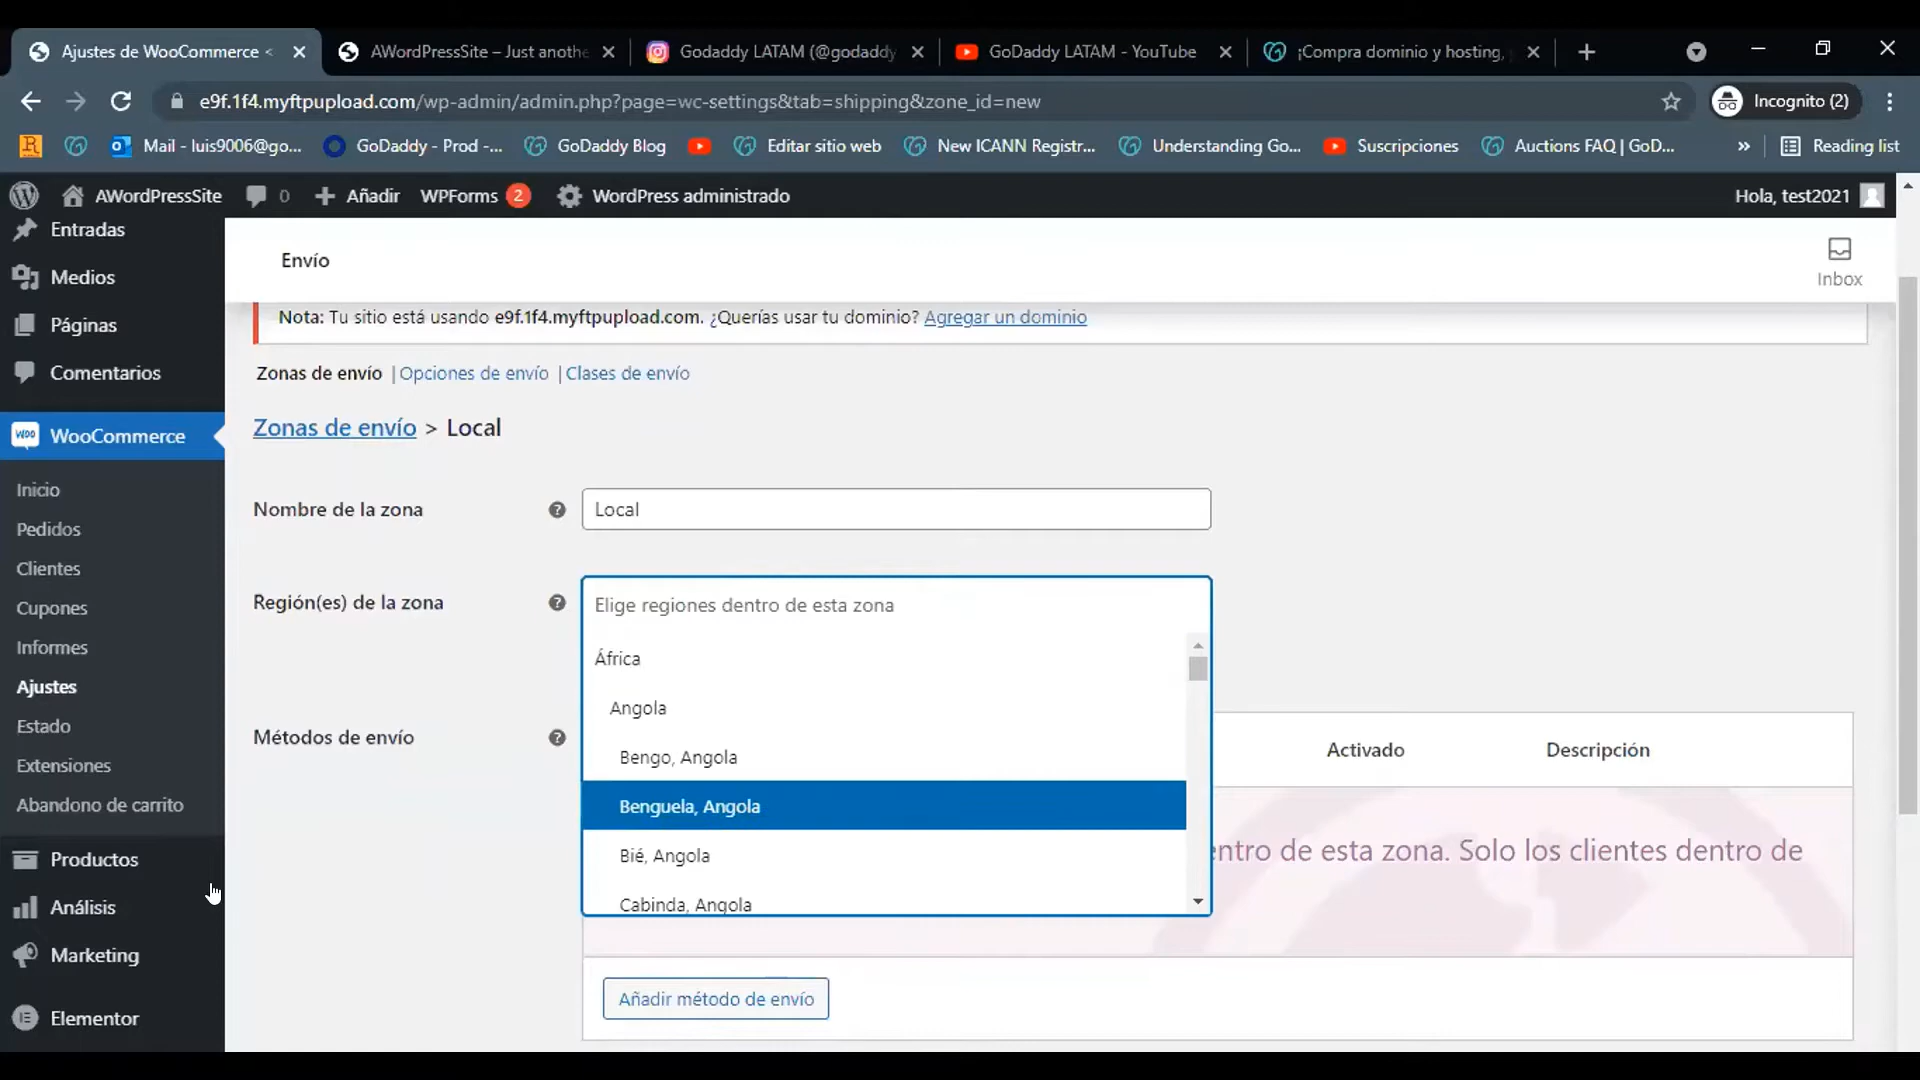 Ajustes de WooCommerce <
AWordPressSite – Just anothe
Godaddy LATAM (@godaddy
GoDaddy LATAM - YouTube
¡Compra dominio y hosting,
e9f.1f4.myftpupload.com/wp-admin/admin.php?page=wc-settings&tab=shipping&zone_id=new
Incognito (2)
Mail - luis9006@go...
GoDaddy - Prod -...
GoDaddy Blog
Editar sitio web
New ICANN Registr...
Understanding Go...
Suscripciones
Auctions FAQ | GoD...
»
Reading list
AWordPressSite
0
Añadir
WPForms 2
WordPress administrado
Hola, test2021
Entradas
Medios
Páginas
Comentarios
WOO WooCommerce
Inicio
Pedidos
Clientes
Cupones
Informes
Ajustes
Estado
Extensiones
Abandono de carrito
Productos
Análisis
Marketing
Elementor
Envío
Inbox
Nota: Tu sitio está usando e9f.1f4.myftpupload.com. ¿Querías usar tu dominio? Agregar un dominio
Zonas de envío | Opciones de envío | Clases de envío
Zonas de envío > Local
Nombre de la zona ? Local
Región(es) de la zona ? Elige regiones dentro de esta zona
África
Angola
Bengo, Angola
Benguela, Angola
Bié, Angola
Cabinda, Angola
Métodos de envío ?
Activado Descripción
entro de esta zona. Solo los clientes dentro de
Añadir método de envío